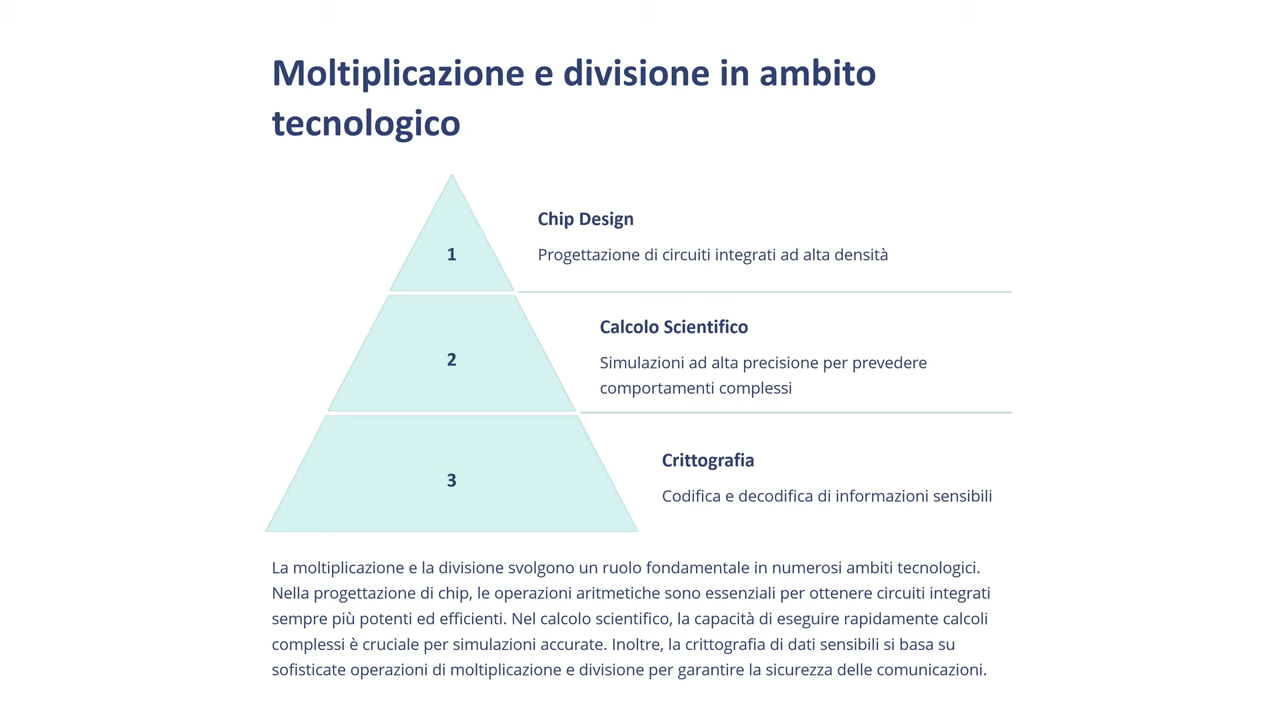 Moltiplicazione e divisione in ambito
tecnologico
1
Chip Design
Progettazione di circuiti integrati ad alta densità
2
Calcolo Scientifico
Simulazioni ad alta precisione per prevedere
comportamenti complessi
3
Crittografia
Codifica e decodifica di informazioni sensibili
La moltiplicazione e la divisione svolgono un ruolo fondamentale in numerosi ambiti tecnologici.
Nella progettazione di chip, le operazioni aritmetiche sono essenziali per ottenere circuiti integrati
sempre più potenti ed efficienti. Nel calcolo scientifico, la capacità di eseguire rapidamente calcoli
complessi è cruciale per simulazioni accurate. Inoltre, la crittografia di dati sensibili si basa su
sofisticate operazioni di moltiplicazione e divisione per garantire la sicurezza delle comunicazioni.